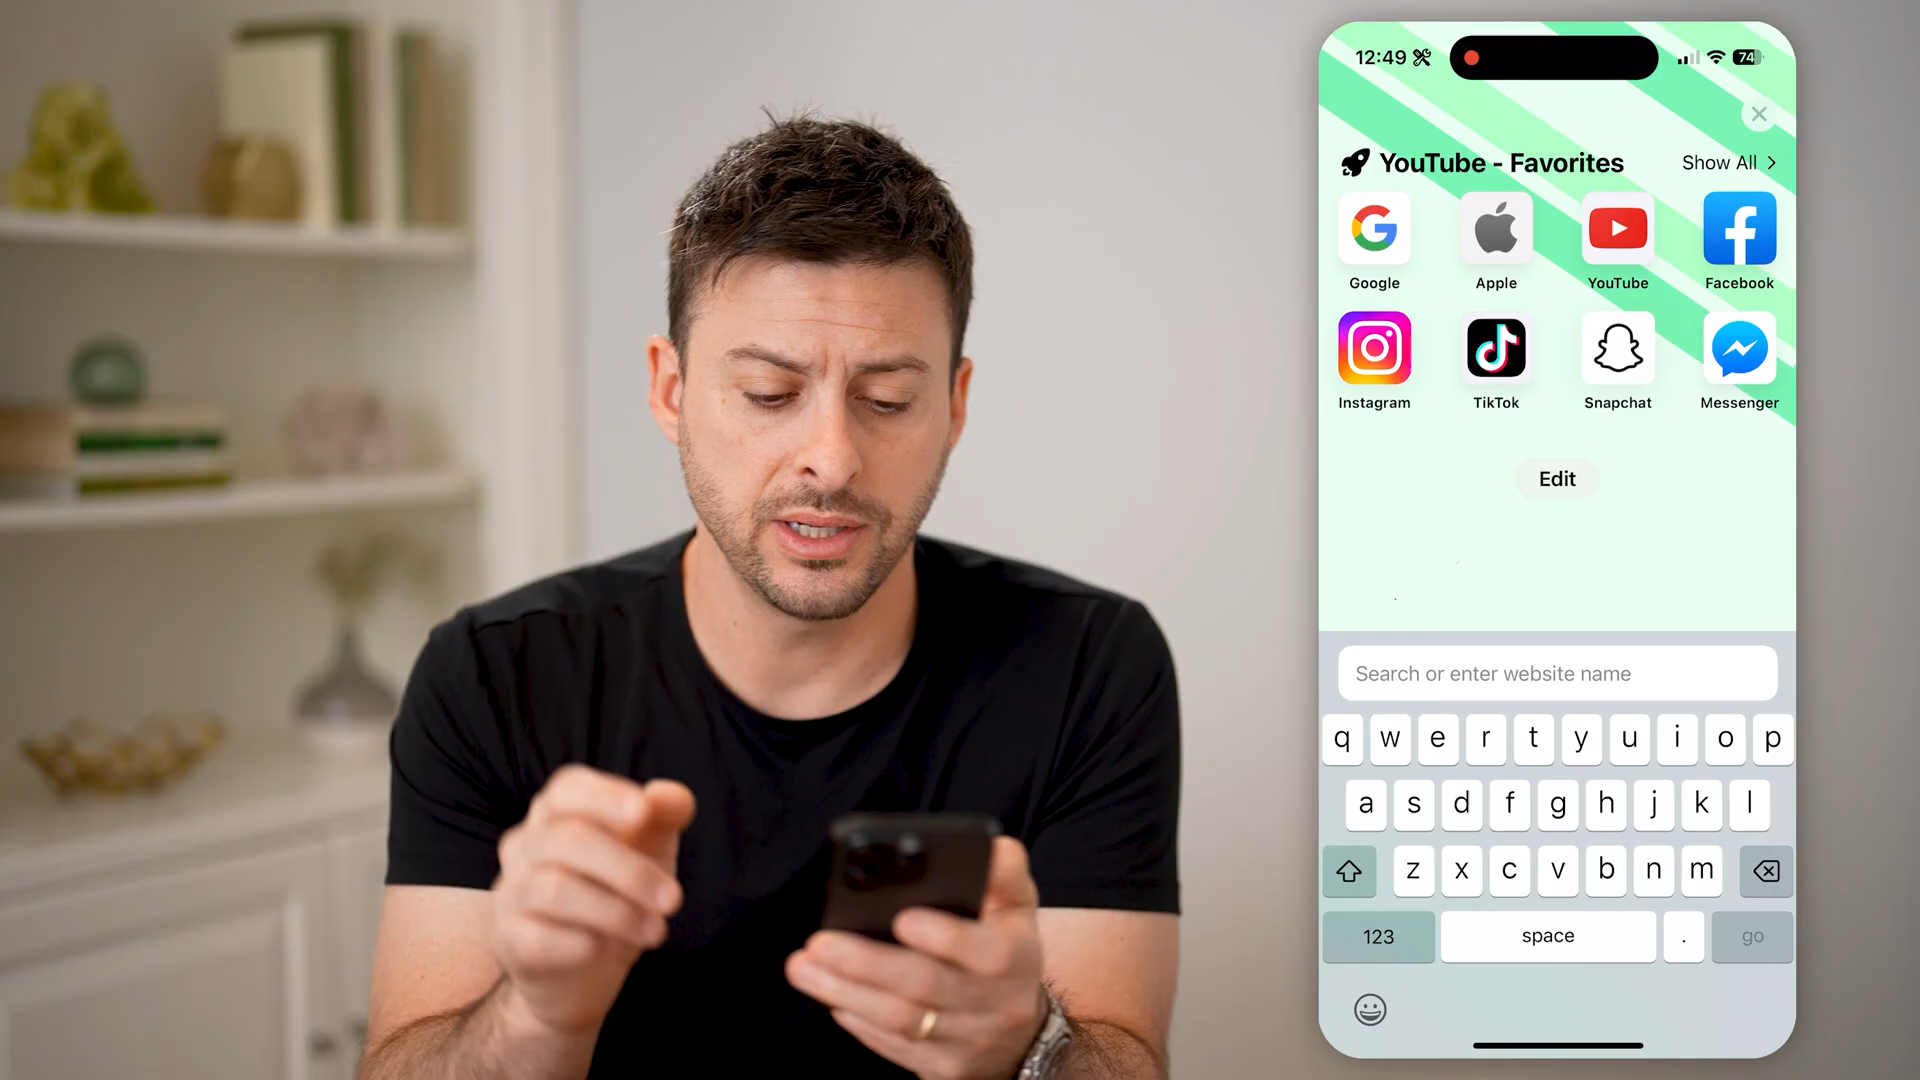 12:49
74
YouTube - Favorites
Show All
Google
Apple
YouTube
Facebook
Instagram
TikTok
Snapchat
Messenger
Edit
Search or enter website name
q w e r t y u i o p
a s d f g h j k l
z x c v b n m
123 space . go